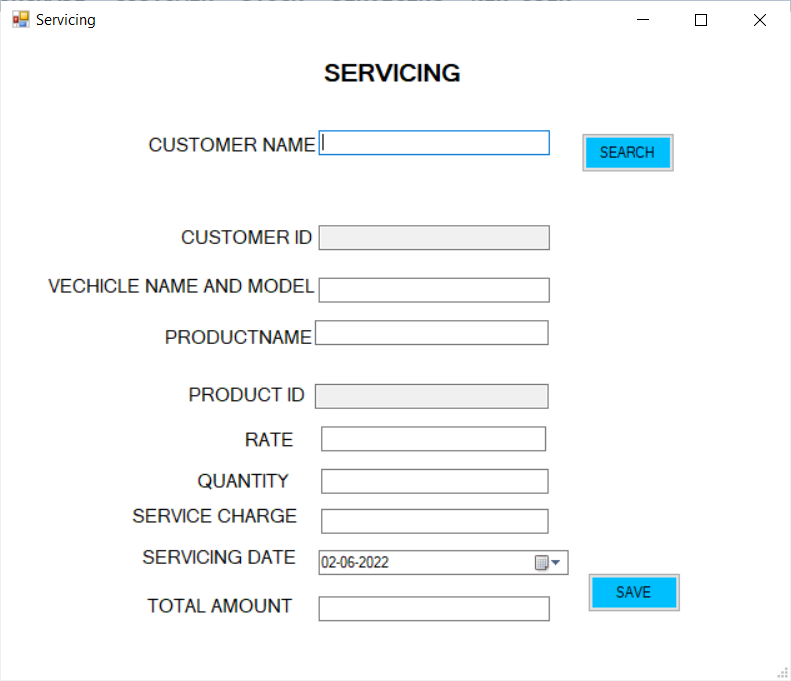 Servicing
SERVICING
CUSTOMER NAME
SEARCH
CUSTOMER ID
VECHICLE NAME AND MODEL
PRODUCTNAME
PRODUCT ID
RATE
QUANTITY
SERVICE CHARGE
SERVICING DATE 02-06-2022
SAVE
TOTAL AMOUNT